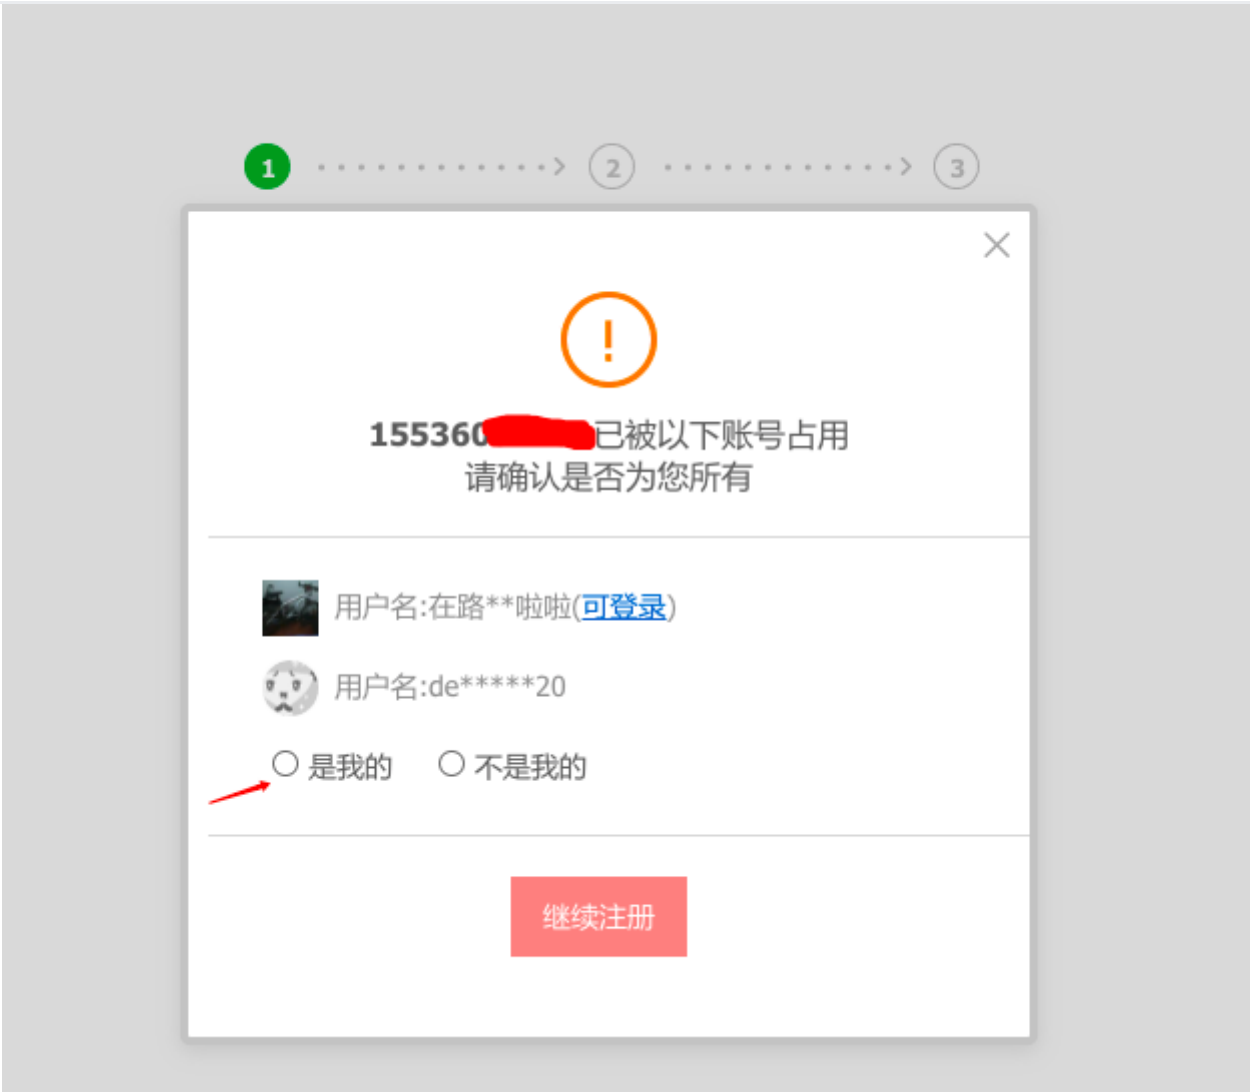 1 2 3
155360 已被以下账号占用
请确认是否为您所有
用户名:在路**啦啦(可登录)
用户名:de*****20
是我的 不是我的
继续注册